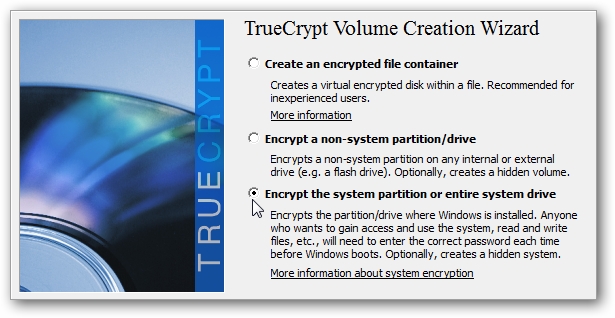 TrueCrypt Volume Creation Wizard
Create an encrypted file container
Creates a virtual encrypted disk within a file. Recommended for
inexperienced users.
More information
Encrypt a non-system partition/drive
Encrypts a non-system partition on any internal or external
drive (e.g. a flash drive). Optionally, creates a hidden volume.
Encrypt the system partition or entire system drive
Encrypts the partition/drive where Windows is installed. Anyone
who wants to gain access and use the system, read and write
files, etc., will need to enter the correct password each time
before Windows boots. Optionally, creates a hidden system.
More information about system encryption
TRUECRYPT